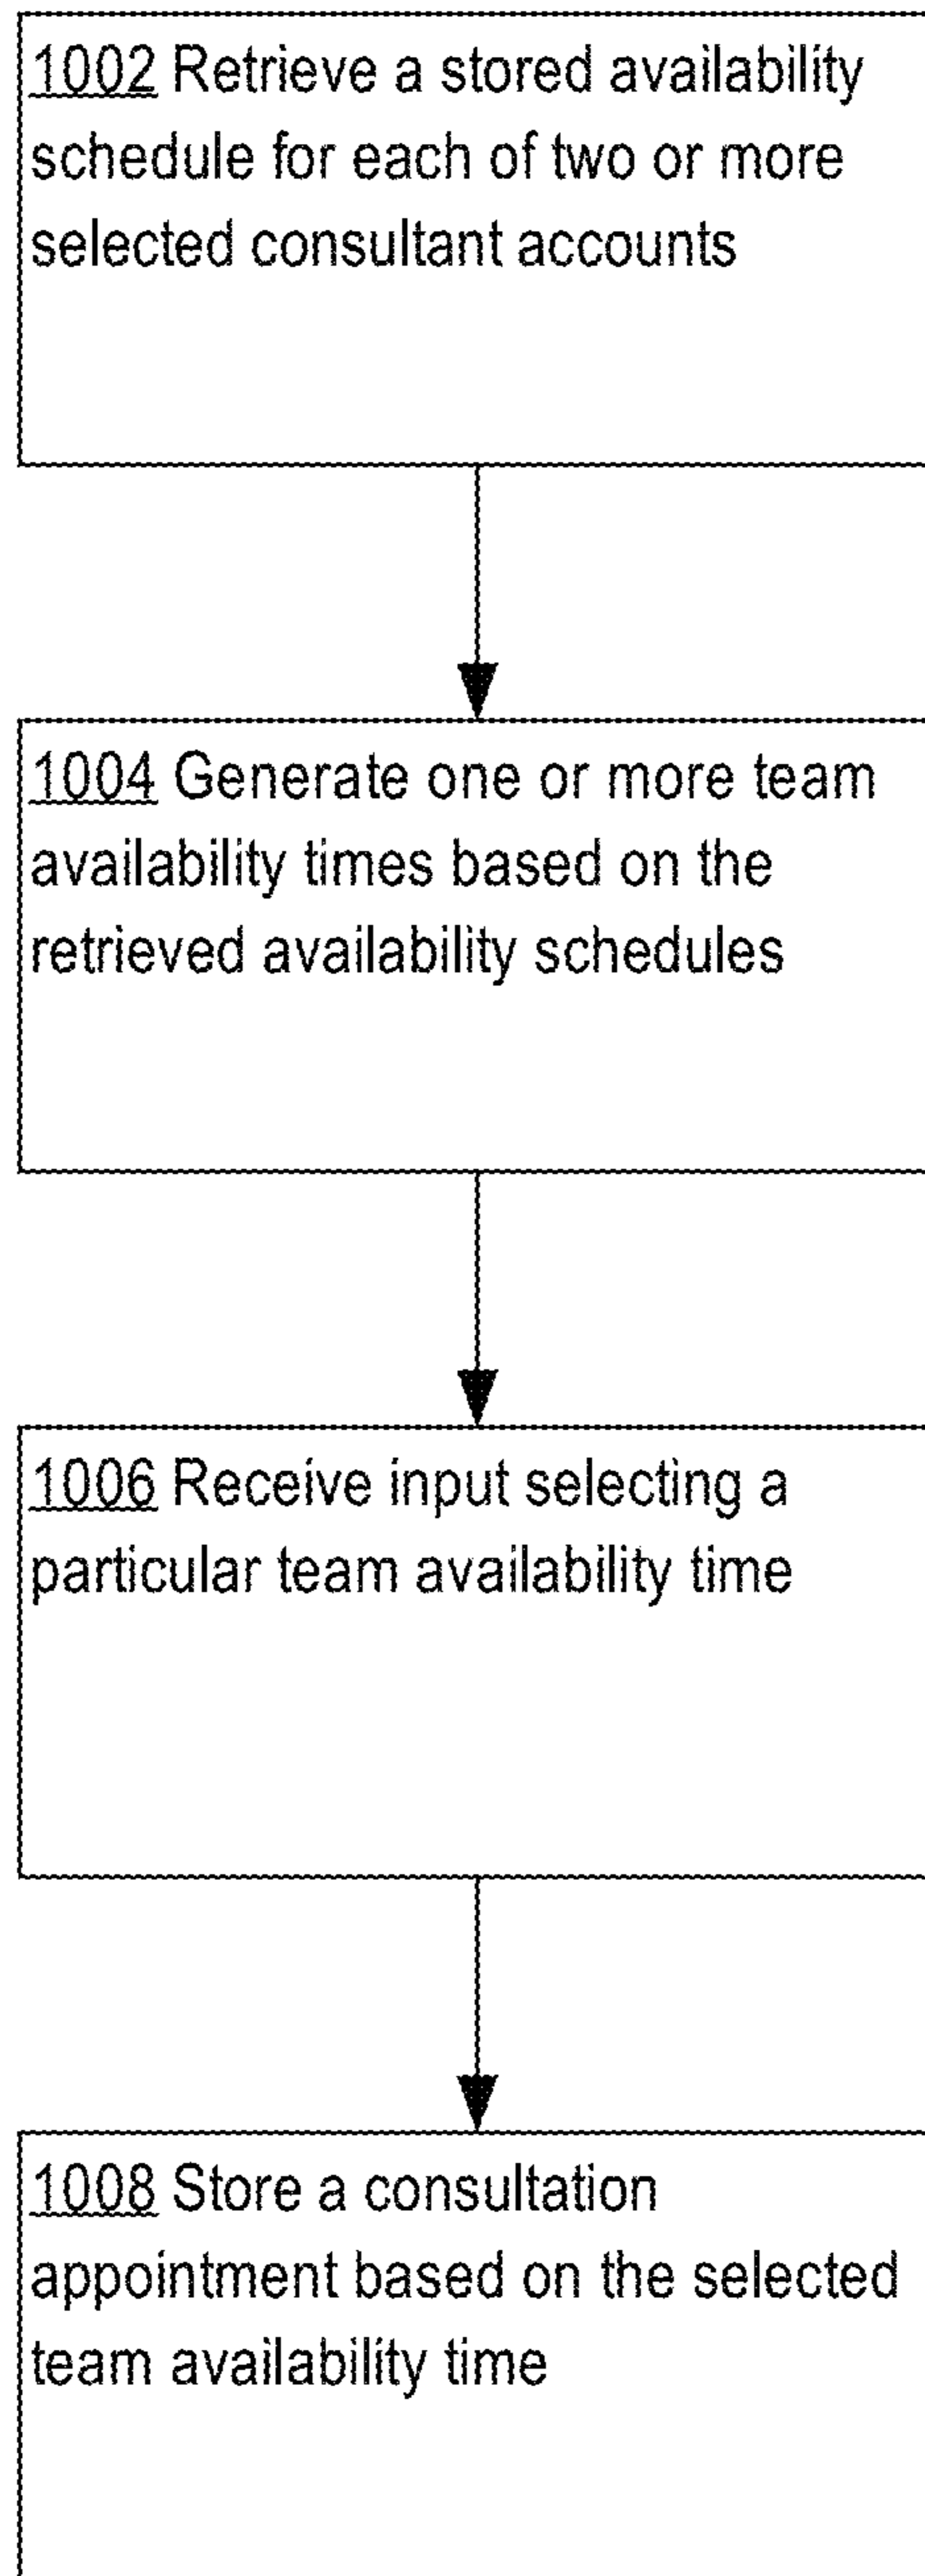 1002 Retrieve a stored availability
schedule for each of two or more
selected consultant accounts
1004 Generate one or more team
availability times based on the
retrieved availability schedules
1006 Receive input selecting a
particular team availability time
1008 Store a consultation
appointment based on the selected
team availability time